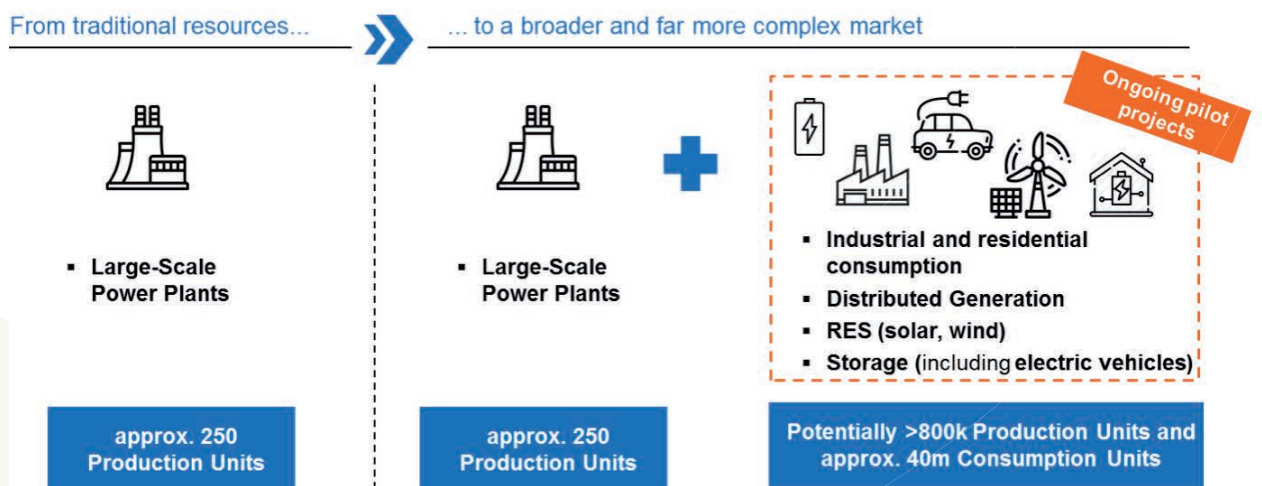 From traditional resources...
... to a broader and far more complex market
Ongoing pilot
projects
▪ Large-Scale
Power Plants
▪ Large-Scale
Power Plants
▪ Industrial and residential
consumption
▪ Distributed Generation
▪ RES (solar, wind)
▪ Storage (including electric vehicles)
approx. 250
Production Units
approx. 250
Production Units
Potentially >800k Production Units and
approx. 40m Consumption Units